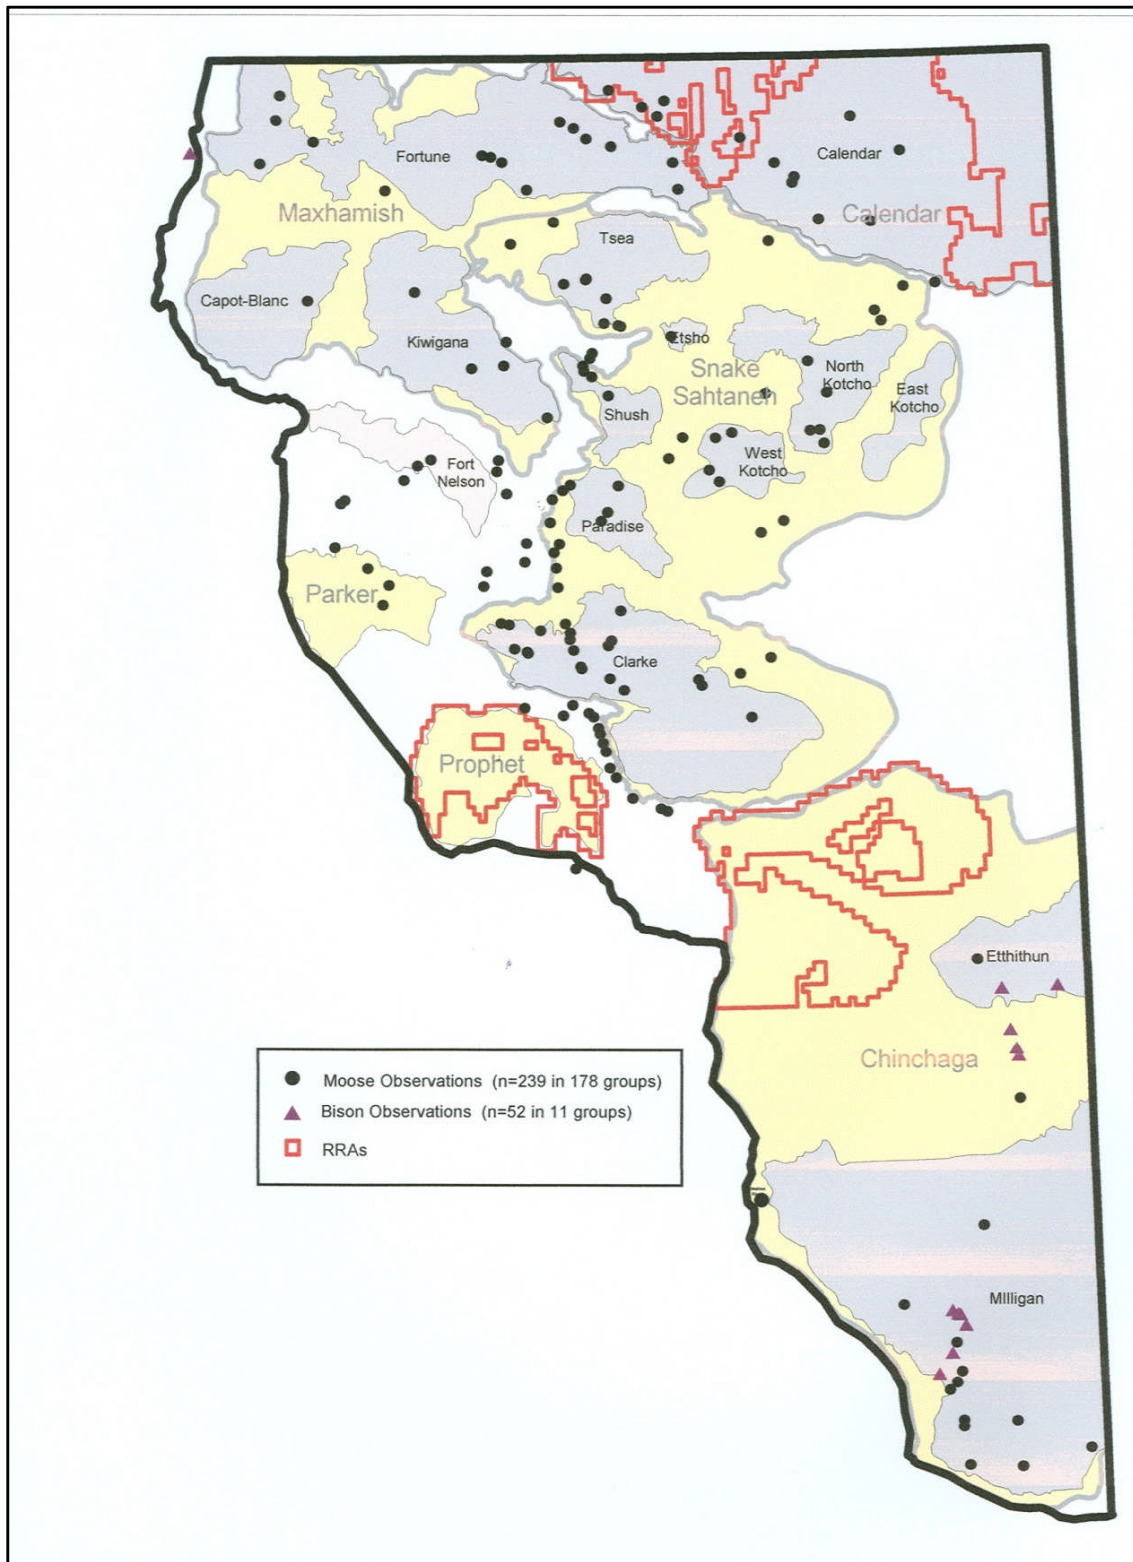 Fortune
Calendar
Maxhamish
Calendar
Tsea
Capot-Blanc
Kiwigana
Etsho
Snake
Sahtaneh
North
Kotcho
East
Kotcho
Shush
West
Kotcho
Fort
Nelson
Paradise
Parker
Clarke
Prophet
Etthithun
Chinchaga
Moose Observations (n=239 in 178 groups)
Bison Observations (n=52 in 11 groups)
RRAs
MIlligan